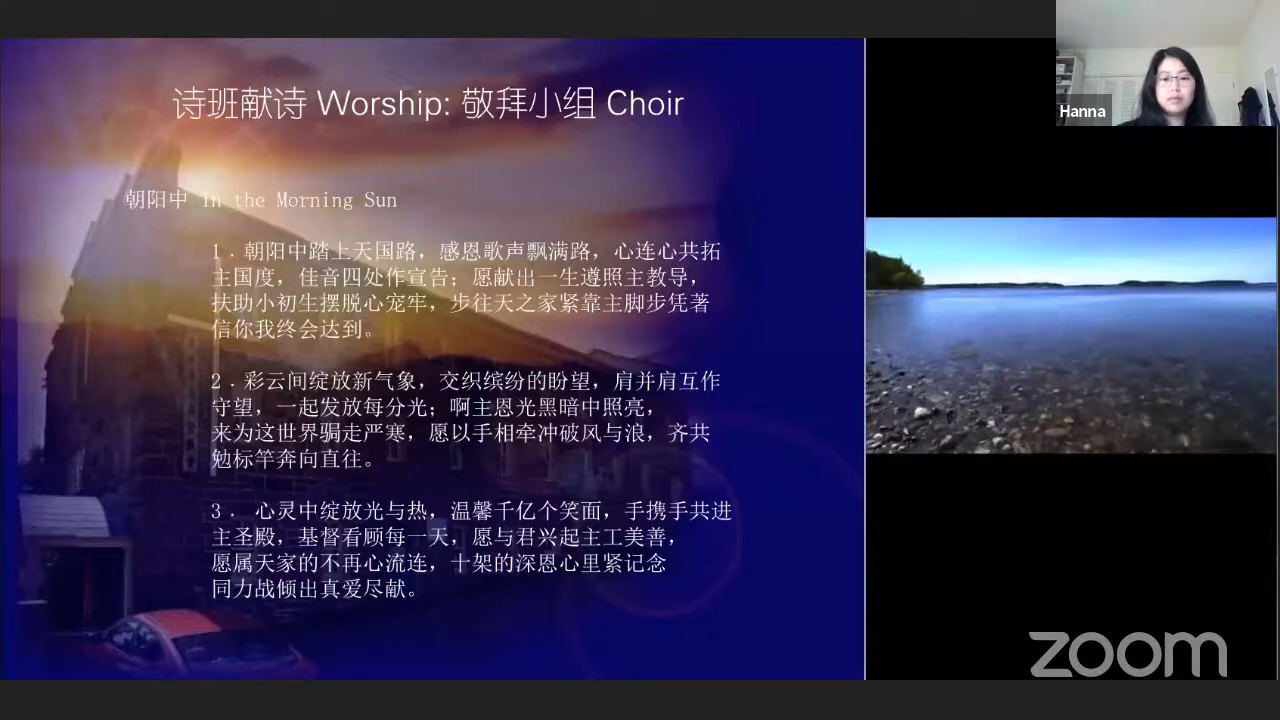 诗班献诗 Worship: 敬拜小组 Choir
朝阳中 In the Morning Sun
1．朝阳中踏上天国路，感恩歌声飘满路，心连心共拓
主国度，佳音四处作宣告；愿献出一生遵照主教导，
扶助小初生摆脱心宠牢，步往天之家紧靠主脚步凭著
信你我终会达到。
2．彩云间绽放新气象，交织缤纷的盼望，肩并肩互作
守望，一起发放每分光；啊主恩光黑暗中照亮，
来为这世界骟走严寒，愿以手相牵冲破风与浪，齐共
勉标竿奔向直往。
3． 心灵中绽放光与热，温馨千亿个笑面，手携手共进
主圣殿，基督看顾每一天，愿与君兴起主工美善，
愿属天家的不再心流连，十架的深恩心里紧记念
同力战倾出真爱尽献。
Hanna
zoom